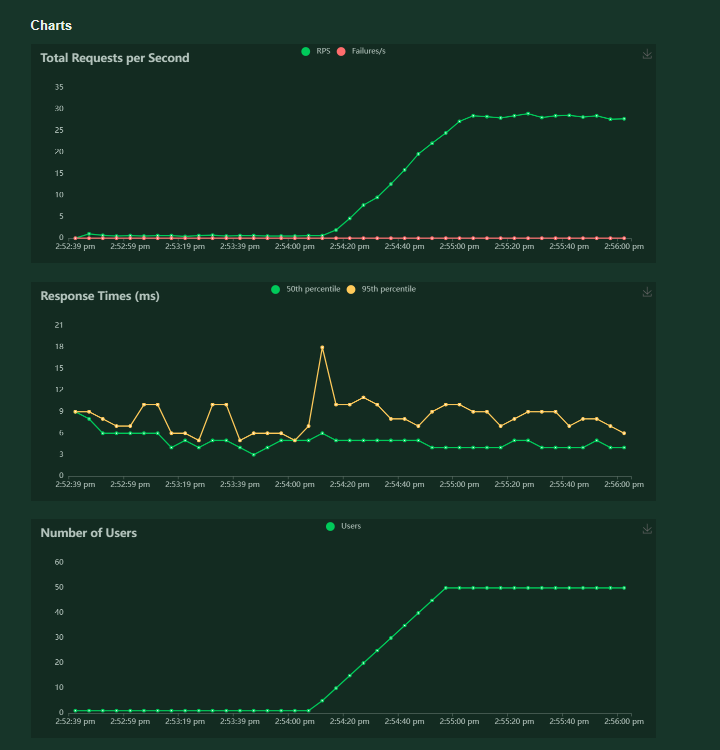 Charts
Total Requests per Second
RPS Failures/s
35
30
25
20
15
10
5
0
2:52:39 pm 2:52:59 pm 2:53:19 pm 2:53:39 pm 2:54:00 pm 2:54:20 pm 2:54:40 pm 2:55:00 pm 2:55:20 pm 2:55:40 pm 2:56:00 pm
Response Times (ms)
50th percentile 95th percentile
21
18
15
12
9
6
3
0
2:52:39 pm 2:52:59 pm 2:53:19 pm 2:53:39 pm 2:54:00 pm 2:54:20 pm 2:54:40 pm 2:55:00 pm 2:55:20 pm 2:55:40 pm 2:56:00 pm
Number of Users
Users
60
50
40
30
20
10
0
2:52:39 pm 2:52:59 pm 2:53:19 pm 2:53:39 pm 2:54:00 pm 2:54:20 pm 2:54:40 pm 2:55:00 pm 2:55:20 pm 2:55:40 pm 2:56:00 pm